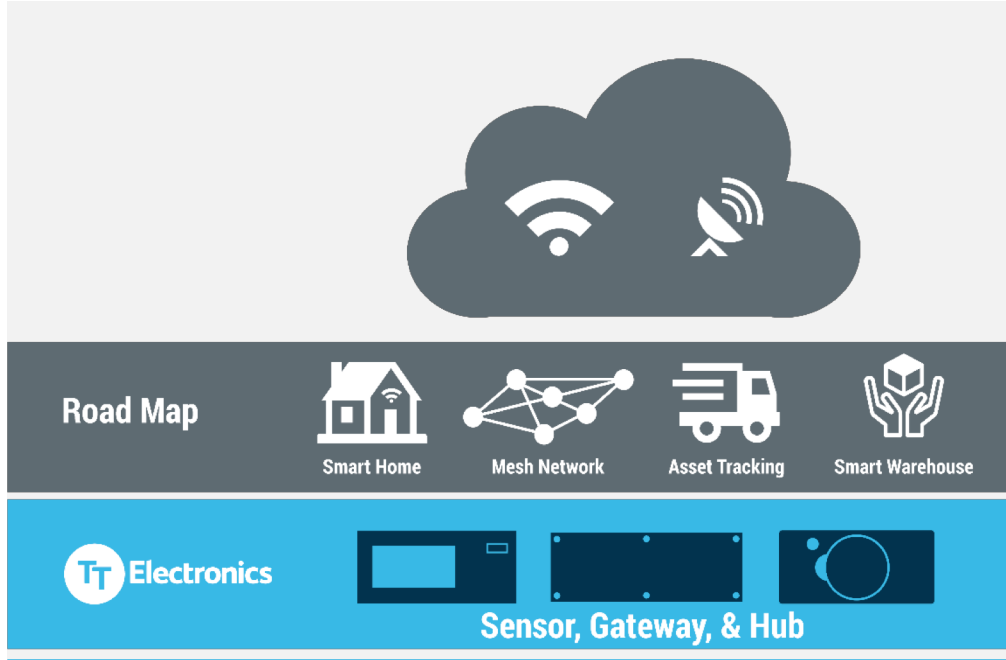 Road Map
Smart Home
Mesh Network
Asset Tracking
Smart Warehouse
TT Electronics
Sensor, Gateway, & Hub